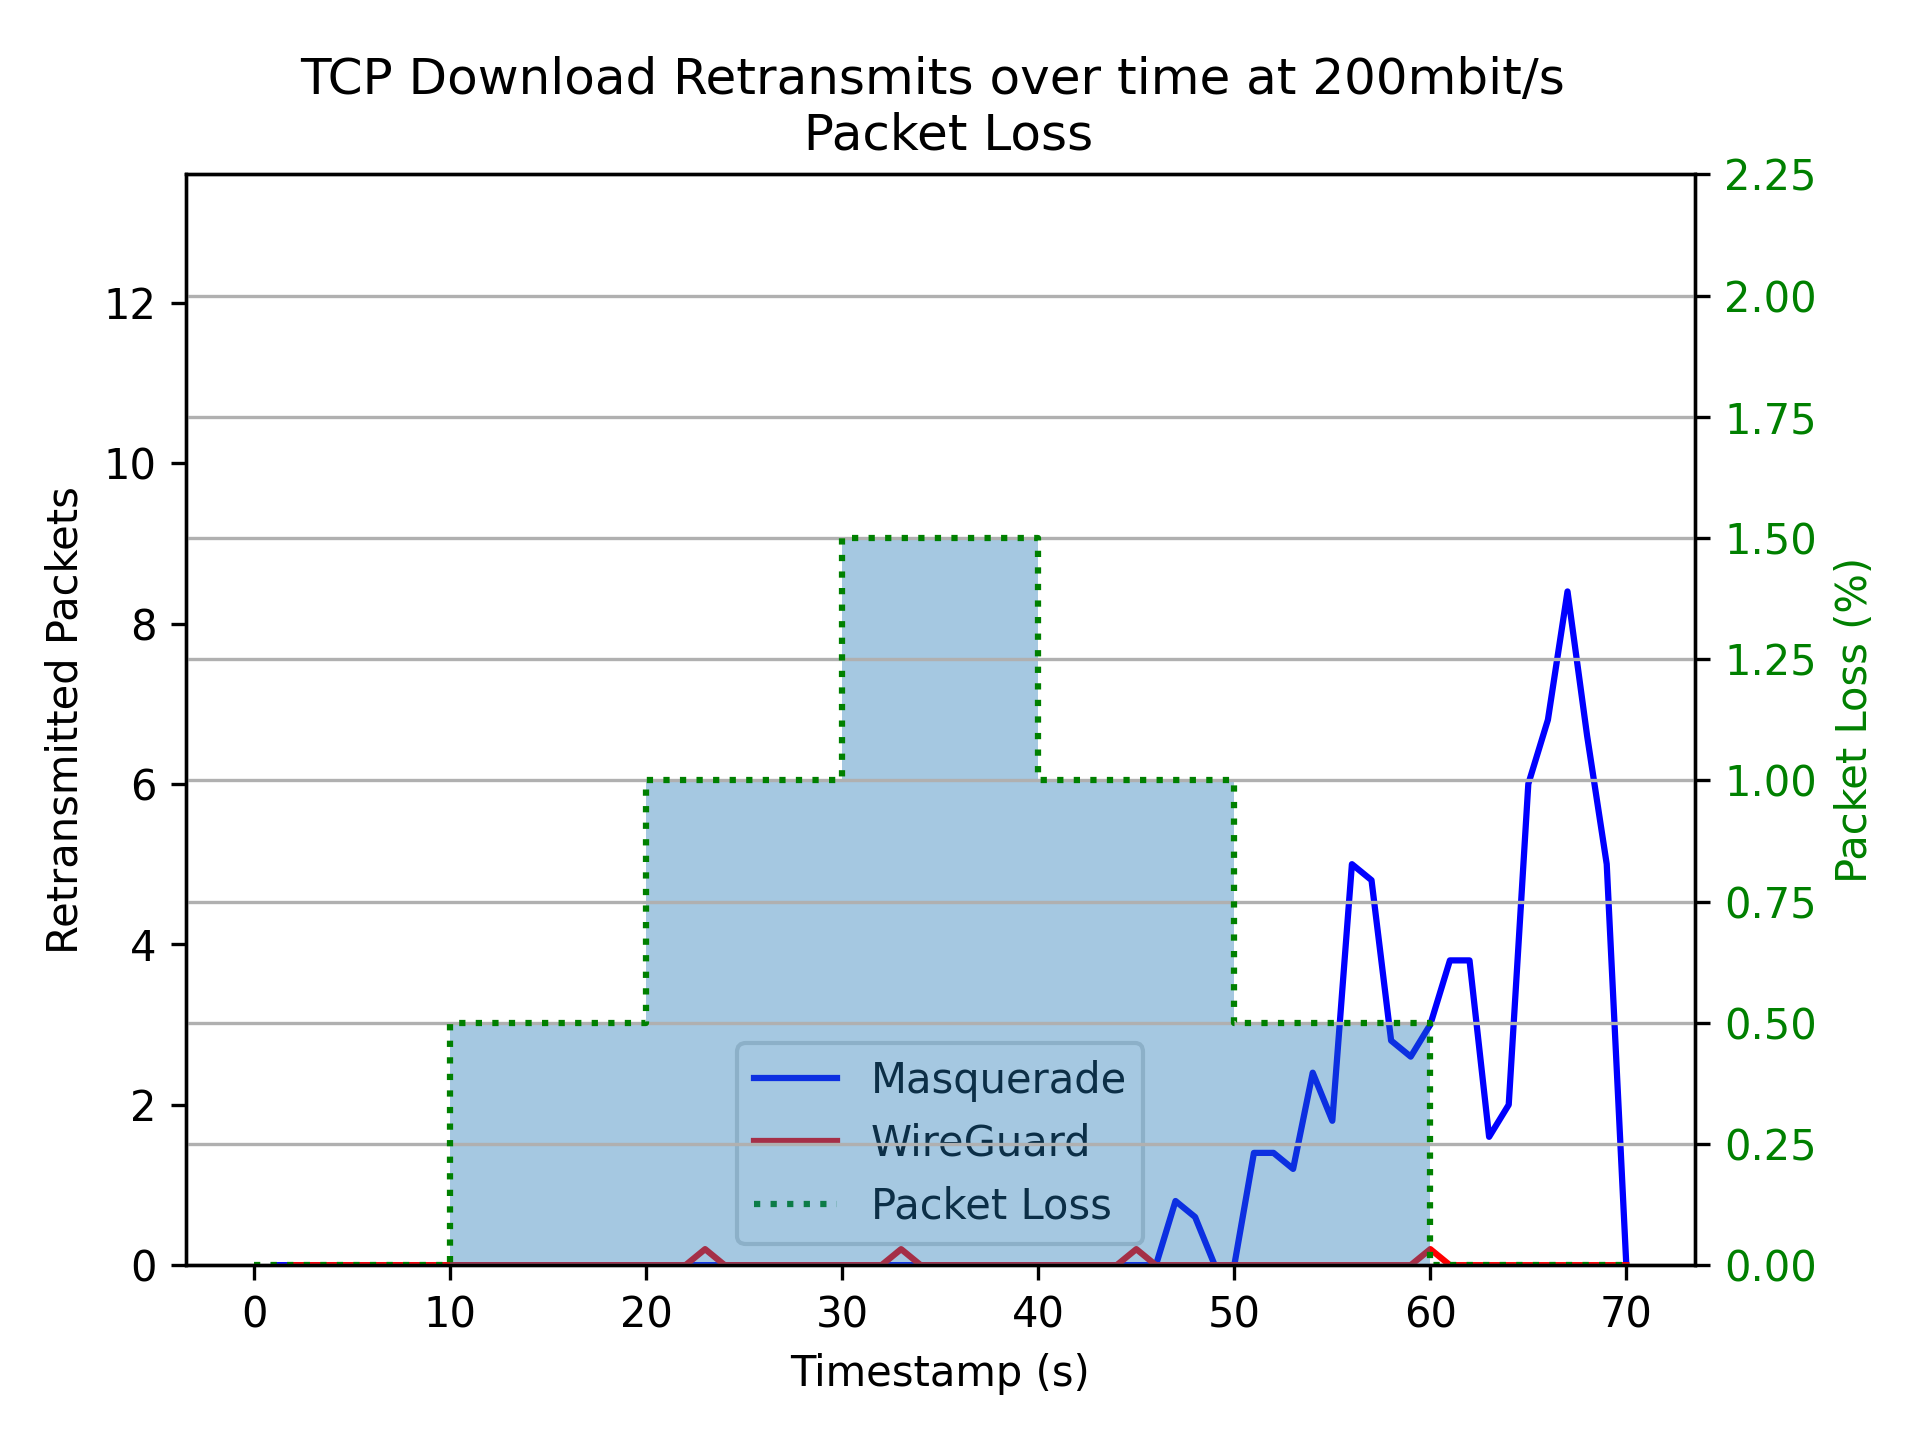 TCP Download Retransmits over time at 200mbit/s
Packet Loss
2.25
2.00
1.75
1.50
1.25
1.00
0.75
0.50
0.25
0.00
Packet Loss (%)
12
10
8
6
4
2
0
Retransmitted Packets
Masquerade
WireGuard
Packet Loss
0 10 20 30 40 50 60 70
Timestamp (s)